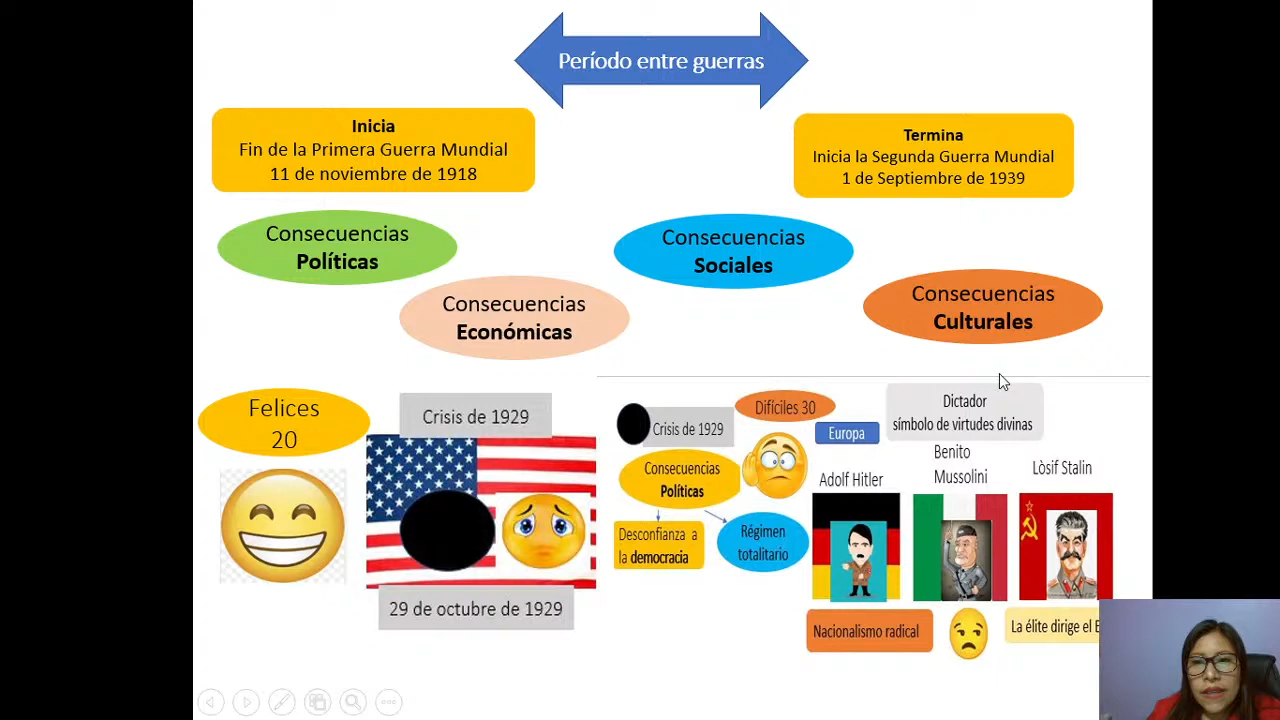 Período entre guerras
Inicia
Fin de la Primera Guerra Mundial
11 de noviembre de 1918
Termina
Inicia la Segunda Guerra Mundial
1 de Septiembre de 1939
Consecuencias
Políticas
Consecuencias
Económicas
Consecuencias
Sociales
Consecuencias
Culturales
Felices
20
Crisis de 1929
29 de octubre de 1929
Crisis de 1929
Difíciles 30
Consecuencias
Políticas
Desconfianza a
la democracia
Régimen
totalitario
Europa
Dictador
símbolo de virtudes divinas
Adolf Hitler
Benito
Mussolini
Lòsif Stalin
Nacionalismo radical
La élite dirige el